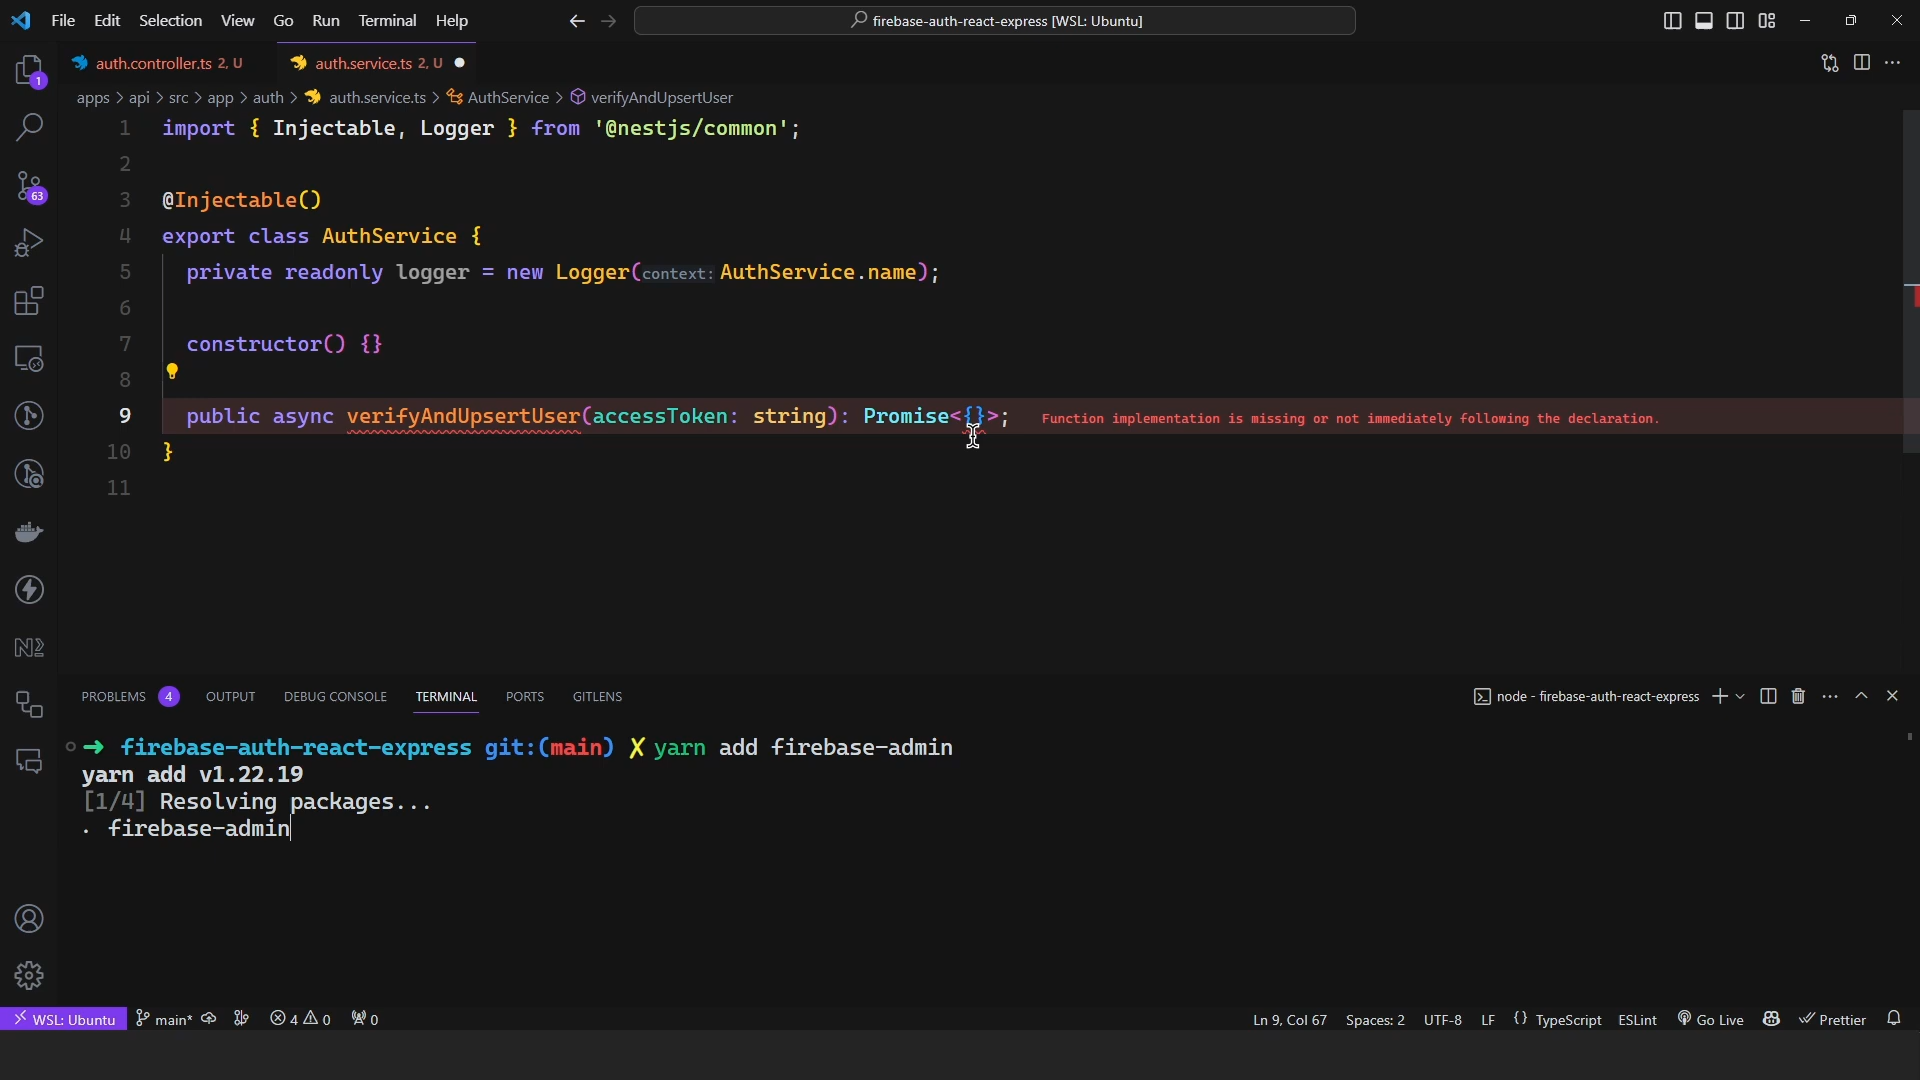 File Edit Selection View Go Run Terminal Help
firebase-auth-react-express [WSL: Ubuntu]
auth.controller.ts 2, U
auth.service.ts 2, U
apps > api > src > app > auth > auth.service.ts > AuthService > verifyAndUpsertUser
1 import { Injectable, Logger } from '@nestjs/common';
2
3 @Injectable()
4 export class AuthService {
5 private readonly logger = new Logger(context: AuthService.name);
6
7 constructor() {}
8
9 public async verifyAndUpsertUser(accessToken: string): Promise<{}>; Function implementation is missing or not immediately following the declaration.
10 }
11
1
63
PROBLEMS 4 OUTPUT DEBUG CONSOLE TERMINAL PORTS GITLENS
node - firebase-auth-react-express
➜ firebase-auth-react-express git:(main) ✗ yarn add firebase-admin
yarn add v1.22.19
[1/4] Resolving packages...
⠂ firebase-admin
WSL: Ubuntu main* 4 0 0
Ln 9, Col 67 Spaces: 2 UTF-8 LF {} TypeScript ESLint Go Live Prettier